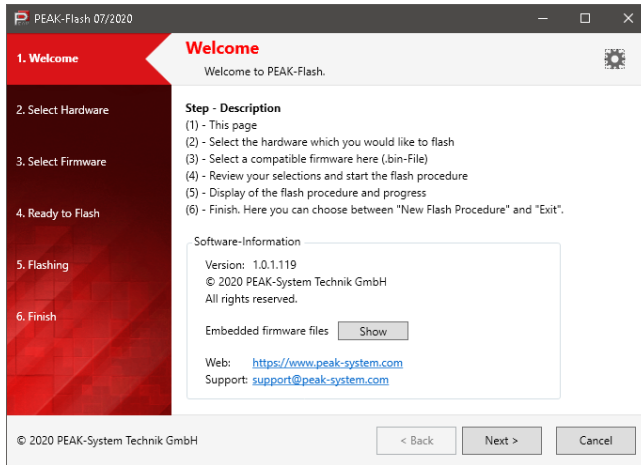 PEAK-Flash 07/2020
1. Welcome
2. Select Hardware
3. Select Firmware
4. Ready to Flash
5. Flashing
6. Finish
Welcome
Welcome to PEAK-Flash.
Step - Description
(1) - This page
(2) - Select the hardware which you would like to flash
(3) - Select a compatible firmware here (.bin-File)
(4) - Review your selections and start the flash procedure
(5) - Display of the flash procedure and progress
(6) - Finish. Here you can choose between "New Flash Procedure" and "Exit".
Software-Information
Version: 1.0.1.119
© 2020 PEAK-System Technik GmbH
All rights reserved.
Embedded firmware files Show
Web: https://www.peak-system.com
Support: support@peak-system.com
© 2020 PEAK-System Technik GmbH
< Back Next > Cancel